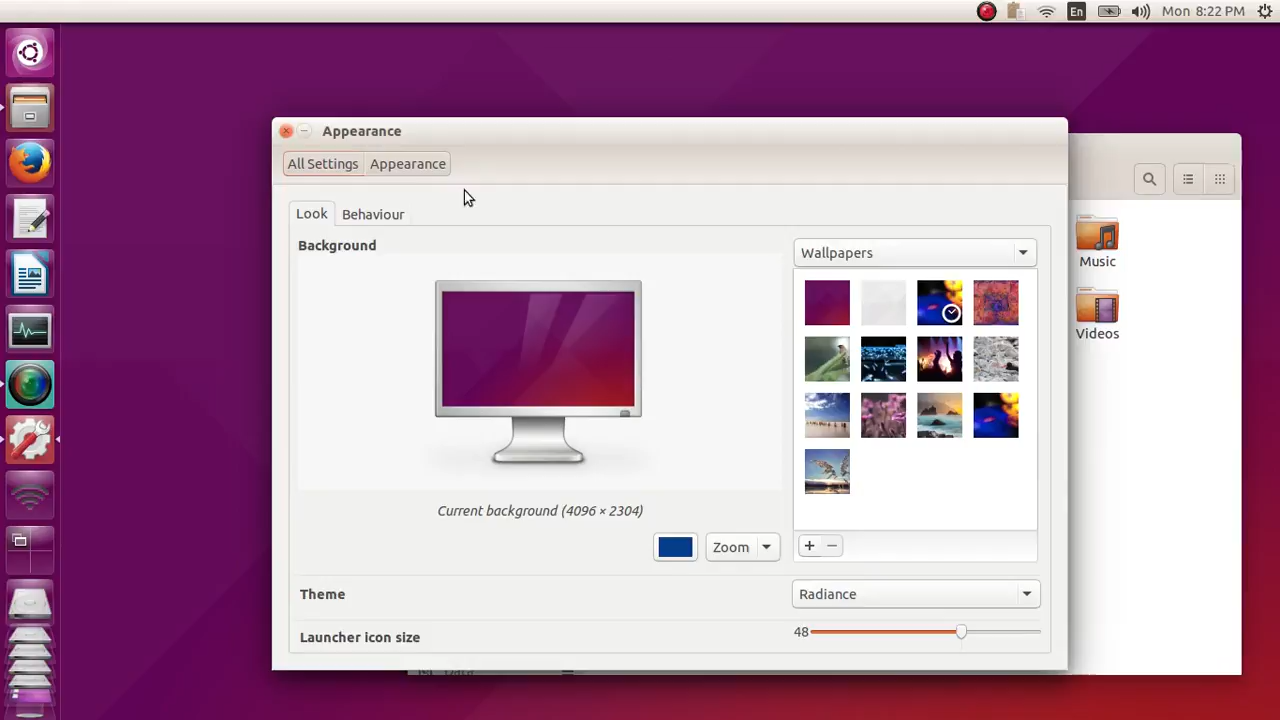 En Mon 8:22 PM
Appearance
All Settings Appearance
Look Behaviour
Background
Wallpapers
Music
Videos
Current background (4096 × 2304)
Zoom
Theme
Radiance
Launcher icon size
48